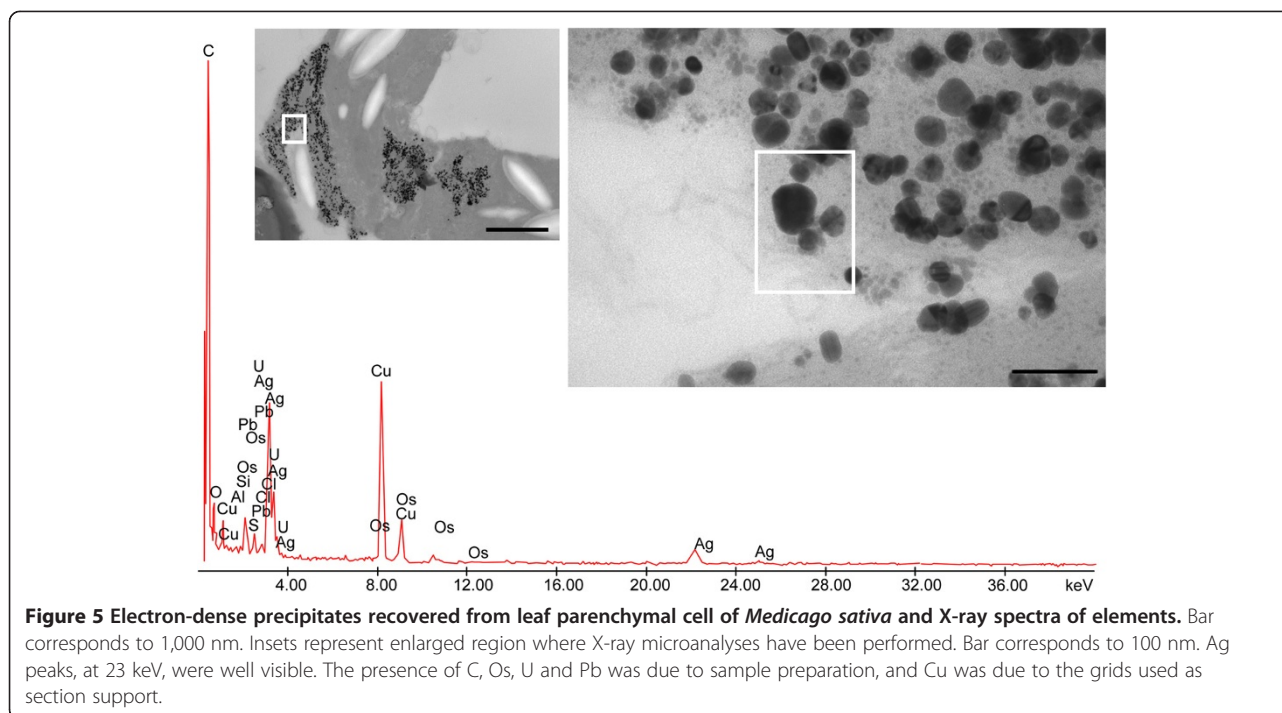 C
U
Ag
Ag
Pb
Pb
Os
Cu
U
Ag
Os
Si
Cl
Al
Cl
O
Cu
Pb
S
Cu
U
Ag
Os
Os
Cu
Os
Os
Ag
Ag
4.00 8.00 12.00 16.00 20.00 24.00 28.00 32.00 36.00 keV
Figure 5 Electron-dense precipitates recovered from leaf parenchymal cell of Medicago sativa and X-ray spectra of elements. Bar
corresponds to 1,000 nm. Insets represent enlarged region where X-ray microanalyses have been performed. Bar corresponds to 100 nm. Ag
peaks, at 23 keV, were well visible. The presence of C, Os, U and Pb was due to sample preparation, and Cu was due to the grids used as
section support.